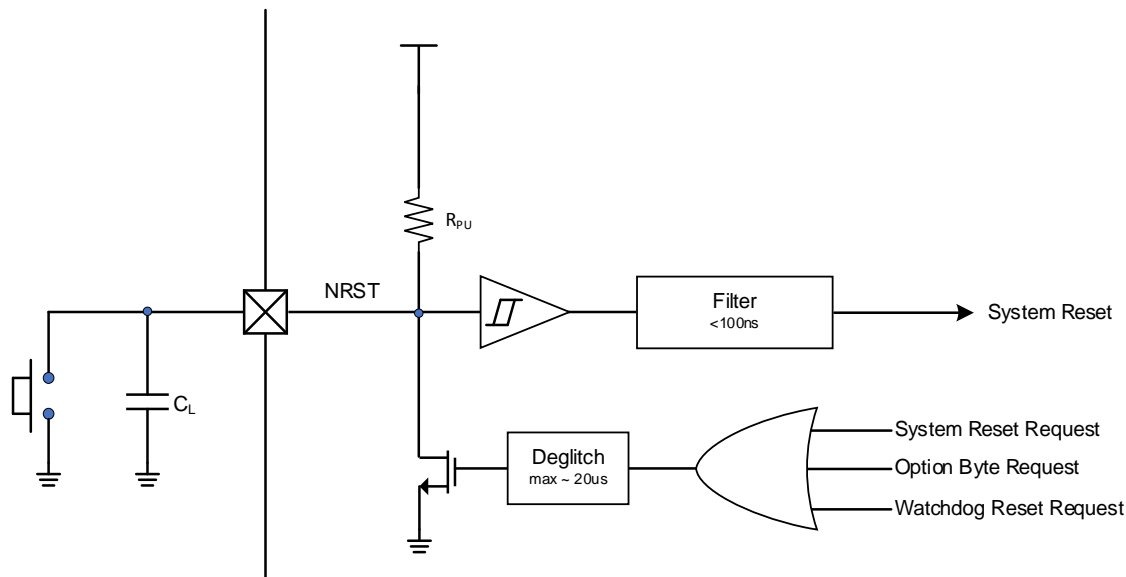 R_PU
NRST
Filter
<100ns
System Reset
C_L
System Reset Request
Deglitch
max ~ 20us
Option Byte Request
Watchdog Reset Request